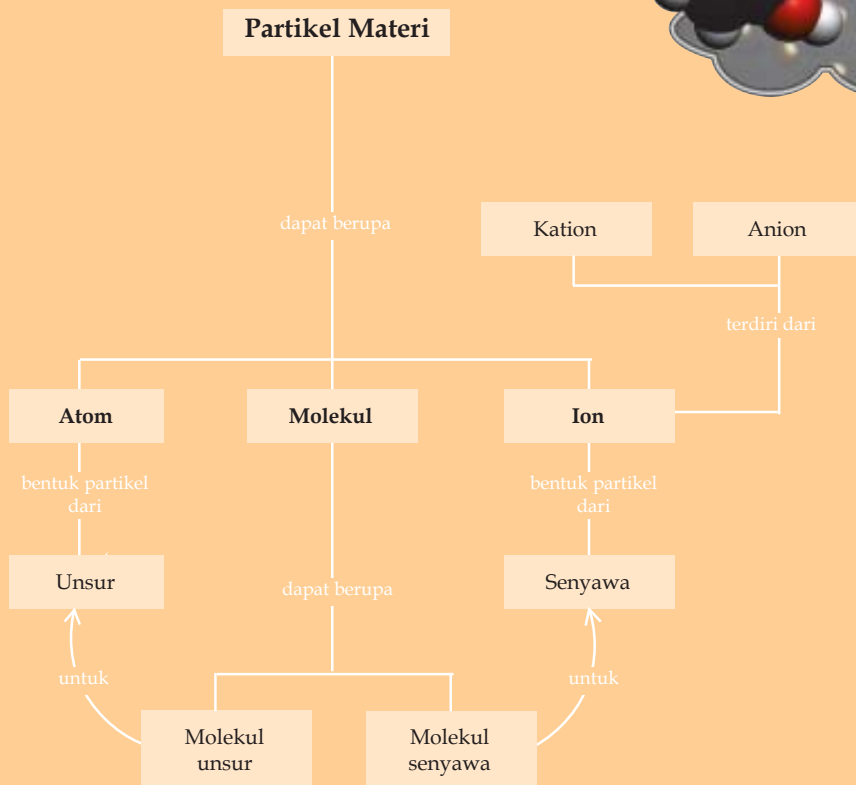 Partikel Materi
dapat berupa
Kation
Anion
terdiri dari
Atom
Molekul
Ion
bentuk partikel
dari
bentuk partikel
dari
Unsur
dapat berupa
Senyawa
untuk
untuk
Molekul
unsur
Molekul
senyawa